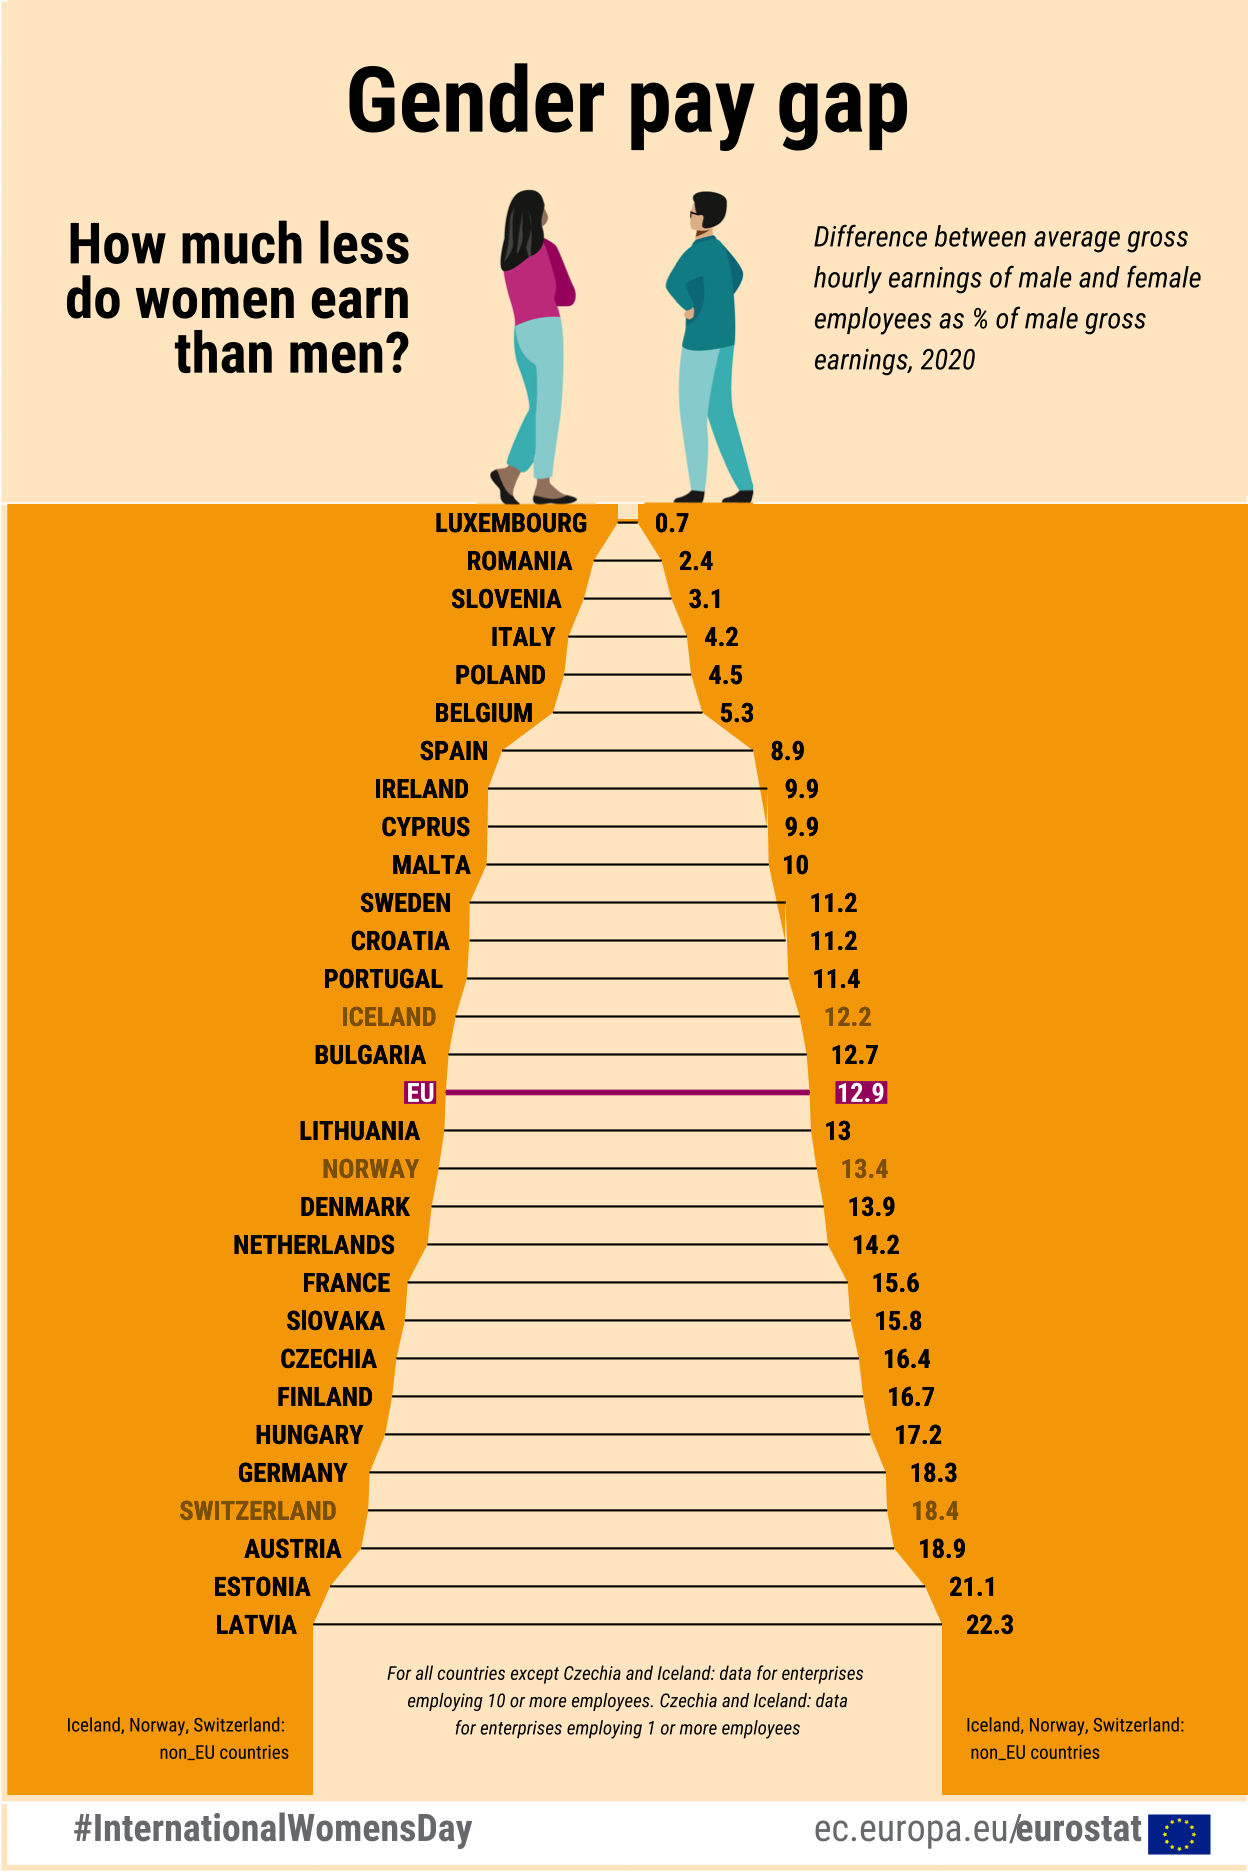 Gender pay gap
How much less
do women earn
than men?
Difference between average gross
hourly earnings of male and female
employees as % of male gross
earnings, 2020
LUXEMBOURG 0.7
ROMANIA 2.4
SLOVENIA 3.1
ITALY 4.2
POLAND 4.5
BELGIUM 5.3
SPAIN 8.9
IRELAND 9.9
CYPRUS 9.9
MALTA 10
SWEDEN 11.2
CROATIA 11.2
PORTUGAL 11.4
ICELAND 12.2
BULGARIA 12.7
EU 12.9
LITHUANIA 13
NORWAY 13.4
DENMARK 13.9
NETHERLANDS 14.2
FRANCE 15.6
SlOVAKA 15.8
CZECHIA 16.4
FINLAND 16.7
HUNGARY 17.2
GERMANY 18.3
SWITZERLAND 18.4
AUSTRIA 18.9
ESTONIA 21.1
LATVIA 22.3
For all countries except Czechia and Iceland: data for enterprises
employing 10 or more employees. Czechia and Iceland: data
for enterprises employing 1 or more employees
Iceland, Norway, Switzerland:
non_EU countries
Iceland, Norway, Switzerland:
non_EU countries
#InternationalWomensDay
ec.europa.eu/eurostat